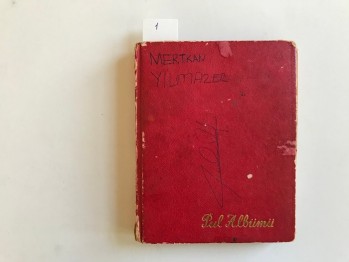 1
MERTKAN
YILMAZER
Pul Albümü